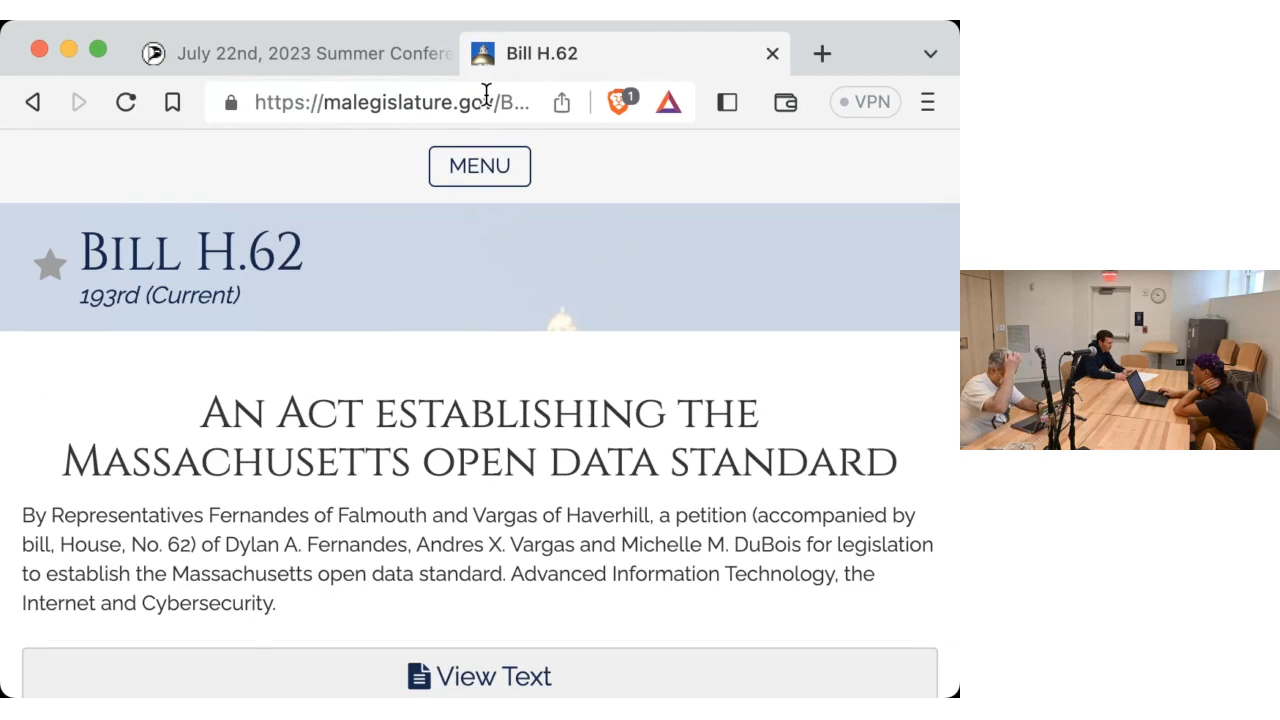 July 22nd, 2023 Summer Confere
Bill H.62
https://malegislature.gov/B...
1
VPN
MENU
BILL H.62
193rd (Current)
AN ACT ESTABLISHING THE
MASSACHUSETTS OPEN DATA STANDARD
By Representatives Fernandes of Falmouth and Vargas of Haverhill, a petition (accompanied by
bill, House, No. 62) of Dylan A. Fernandes, Andres X. Vargas and Michelle M. DuBois for legislation
to establish the Massachusetts open data standard. Advanced Information Technology, the
Internet and Cybersecurity.
View Text